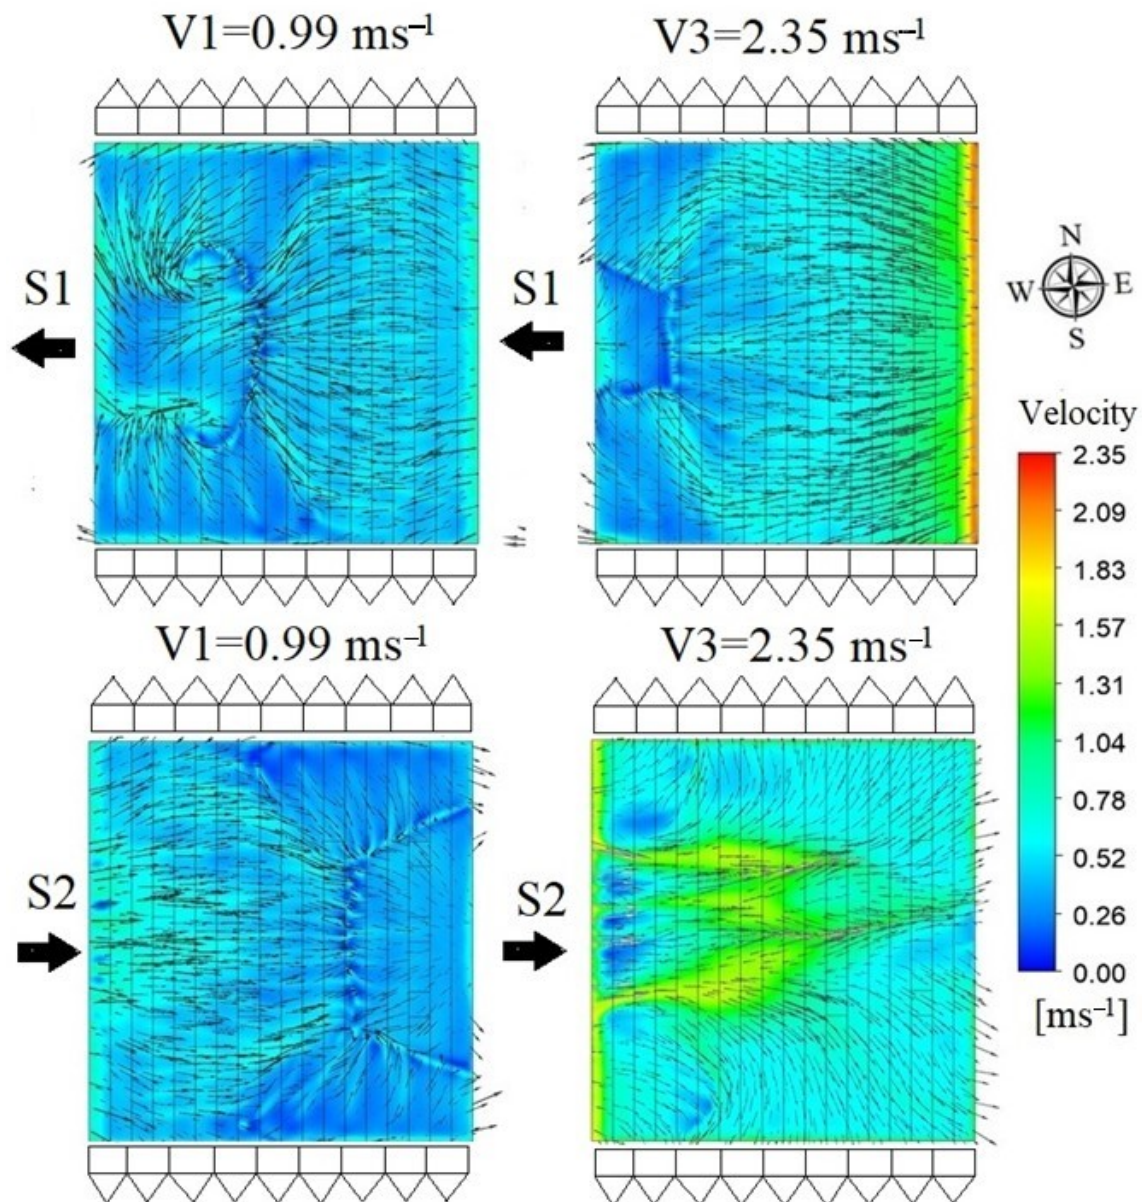 V1=0.99 ms⁻¹ V3=2.35 ms⁻¹
S1 S1
N
W E
S
Velocity
2.35
2.09
1.83
1.57
1.31
1.04
0.78
0.52
0.26
0.00
[ms⁻¹]
V1=0.99 ms⁻¹ V3=2.35 ms⁻¹
S2 S2